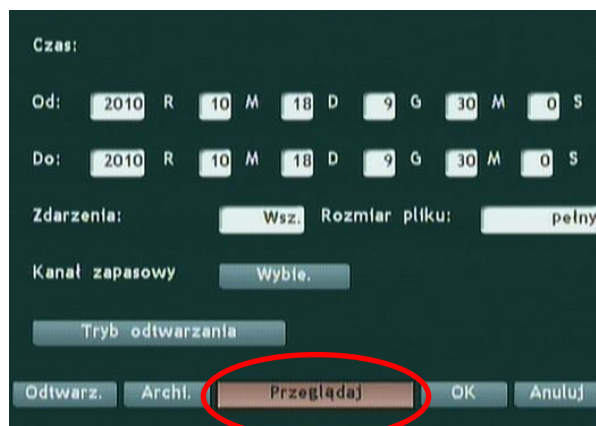 Czas:
Od: 2010 R 10 M 18 D 9 G 30 M 0 S
Do: 2010 R 10 M 18 D 9 G 30 M 0 S
Zdarzenia: Wsz. Rozmiar pliku: pełny
Kanał zapasowy Wybie.
Tryb odtwarzania
Odtwarz. Archi. Przeglądaj OK Anuluj